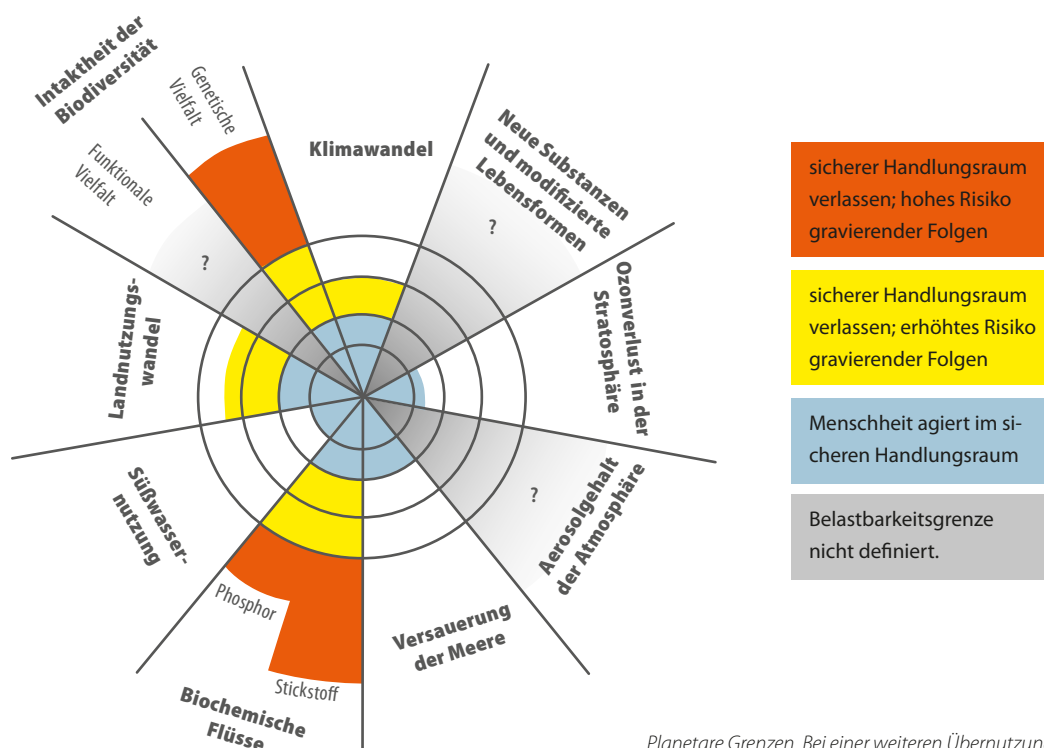 Intaktheit der
Biodiversität
Genetische
Vielfalt
Funktionale
Vielfalt
?
Klimawandel
Neue Substanzen
und modifizierte
Lebensformen
?
Ozonverlust in der
Stratosphäre
Aerosolgehalt
der Atmosphäre
?
Versauerung
der Meere
Biochemische
Flüsse
Phosphor
Stickstoff
Süßwasser-
nutzung
Landnutzungs-
wandel
sicherer Handlungsraum
verlassen; hohes Risiko
gravierender Folgen
sicherer Handlungsraum
verlassen; erhöhtes Risiko
gravierender Folgen
Menschheit agiert im si-
cheren Handlungsraum
Belastbarkeitsgrenze
nicht definiert.
Planetare Grenzen. Bei einer weiteren